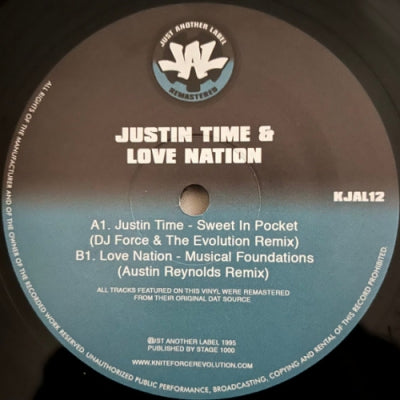 JUST ANOTHER LABEL
JAL
REMASTERED
JUSTIN TIME &
LOVE NATION
KJAL12
A1. Justin Time - Sweet In Pocket
(DJ Force & The Evolution Remix)
B1. Love Nation - Musical Foundations
(Austin Reynolds Remix)
ALL TRACKS FEATURED ON THIS VINYL WERE REMASTERED
FROM THEIR ORIGINAL DAT SOURCE
@JST ANOTHER LABEL 1995
PUBLISHED BY STAGE 1000
WWW.KNITEFORCEREVOLUTION.COM
ALL RIGHTS OF THE MANUFACTURER AND OF THE OWNER OF THE RECORDED WORK RESERVED. UNAUTHORIZED PUBLIC PERFORMANCE, BROADCASTING, COPYING AND RENTAL OF THIS RECORD PROHIBITED.